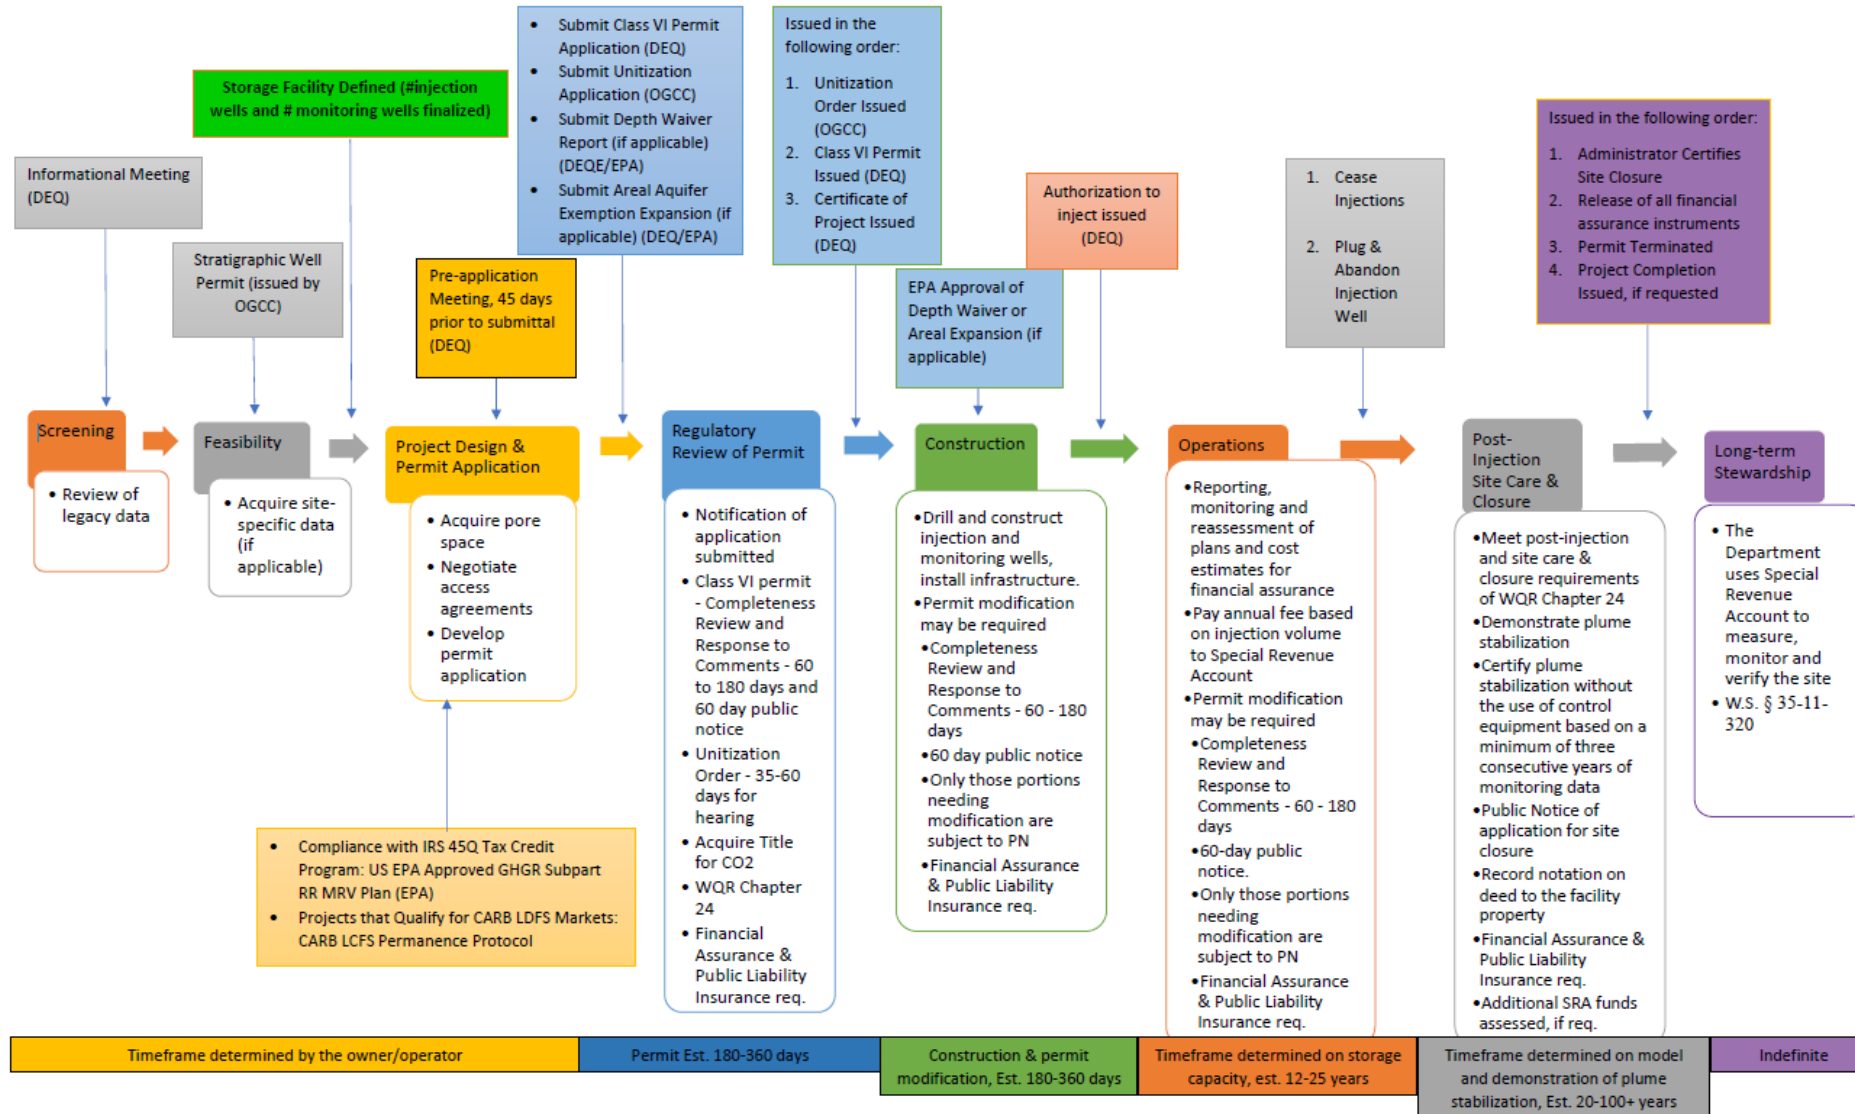 Storage Facility Defined (#injection
wells and # monitoring wells finalized)
Informational Meeting
(DEQ)
Stratigraphic Well
Permit (issued by
OGCC)
Pre-application
Meeting, 45 days
prior to submittal
(DEQ)
• Submit Class VI Permit
Application (DEQ)
• Submit Unitization
Application (OGCC)
• Submit Depth Waiver
Report (if applicable)
(DEQE/EPA)
• Submit Areal Aquifer
Exemption Expansion (if
applicable) (DEQ/EPA)
Issued in the
following order:
1. Unitization
Order Issued
(OGCC)
2. Class VI Permit
Issued (DEQ)
3. Certificate of
Project Issued
(DEQ)
EPA Approval of
Depth Waiver or
Areal Expansion (if
applicable)
Authorization to
inject issued
(DEQ)
1. Cease
Injections
2. Plug &
Abandon
Injection
Well
Issued in the following order:
1. Administrator Certifies
Site Closure
2. Release of all financial
assurance instruments
3. Permit Terminated
4. Project Completion
Issued, if requested
Screening
• Review of
legacy data
Feasibility
• Acquire site-
specific data
(if
applicable)
Project Design &
Permit Application
• Acquire pore
space
• Negotiate
access
agreements
• Develop
permit
application
• Compliance with IRS 45Q Tax Credit
Program: US EPA Approved GHGR Subpart
RR MRV Plan (EPA)
• Projects that Qualify for CARB LDFS Markets:
CARB LCFS Permanence Protocol
Regulatory
Review of Permit
• Notification of
application
submitted
• Class VI permit
- Completeness
Review and
Response to
Comments - 60
to 180 days and
60 day public
notice
• Unitization
Order - 35-60
days for
hearing
• Acquire Title
for CO2
• WQR Chapter
24
• Financial
Assurance &
Public Liability
Insurance req.
Construction
•Drill and construct
injection and
monitoring wells,
install infrastructure.
•Permit modification
may be required
•Completeness
Review and
Response to
Comments - 60 - 180
days
•60 day public notice
•Only those portions
needing
modification are
subject to PN
•Financial Assurance
& Public Liability
Insurance req.
Operations
•Reporting,
monitoring and
reassessment of
plans and cost
estimates for
financial assurance
•Pay annual fee based
on injection volume
to Special Revenue
Account
•Permit modification
may be required
•Completeness
Review and
Response to
Comments - 60 - 180
days
•60-day public
notice.
•Only those portions
needing
modification are
subject to PN
•Financial Assurance
& Public Liability
Insurance req.
Post-
Injection
Site Care &
Closure
•Meet post-injection
and site care &
closure requirements
of WQR Chapter 24
•Demonstrate plume
stabilization
•Certify plume
stabilization without
the use of control
equipment based on a
minimum of three
consecutive years of
monitoring data
•Public Notice of
application for site
closure
•Record notation on
deed to the facility
property
•Financial Assurance &
Public Liability
Insurance req.
•Additional SRA funds
assessed, if req.
Long-term
Stewardship
• The
Department
uses Special
Revenue
Account to
measure,
monitor and
verify the site
• W.S. § 35-11-
320
Timeframe determined by the owner/operator
Permit Est. 180-360 days
Construction & permit
modification, Est. 180-360 days
Timeframe determined on storage
capacity, est. 12-25 years
Timeframe determined on model
and demonstration of plume
stabilization, Est. 20-100+ years
Indefinite